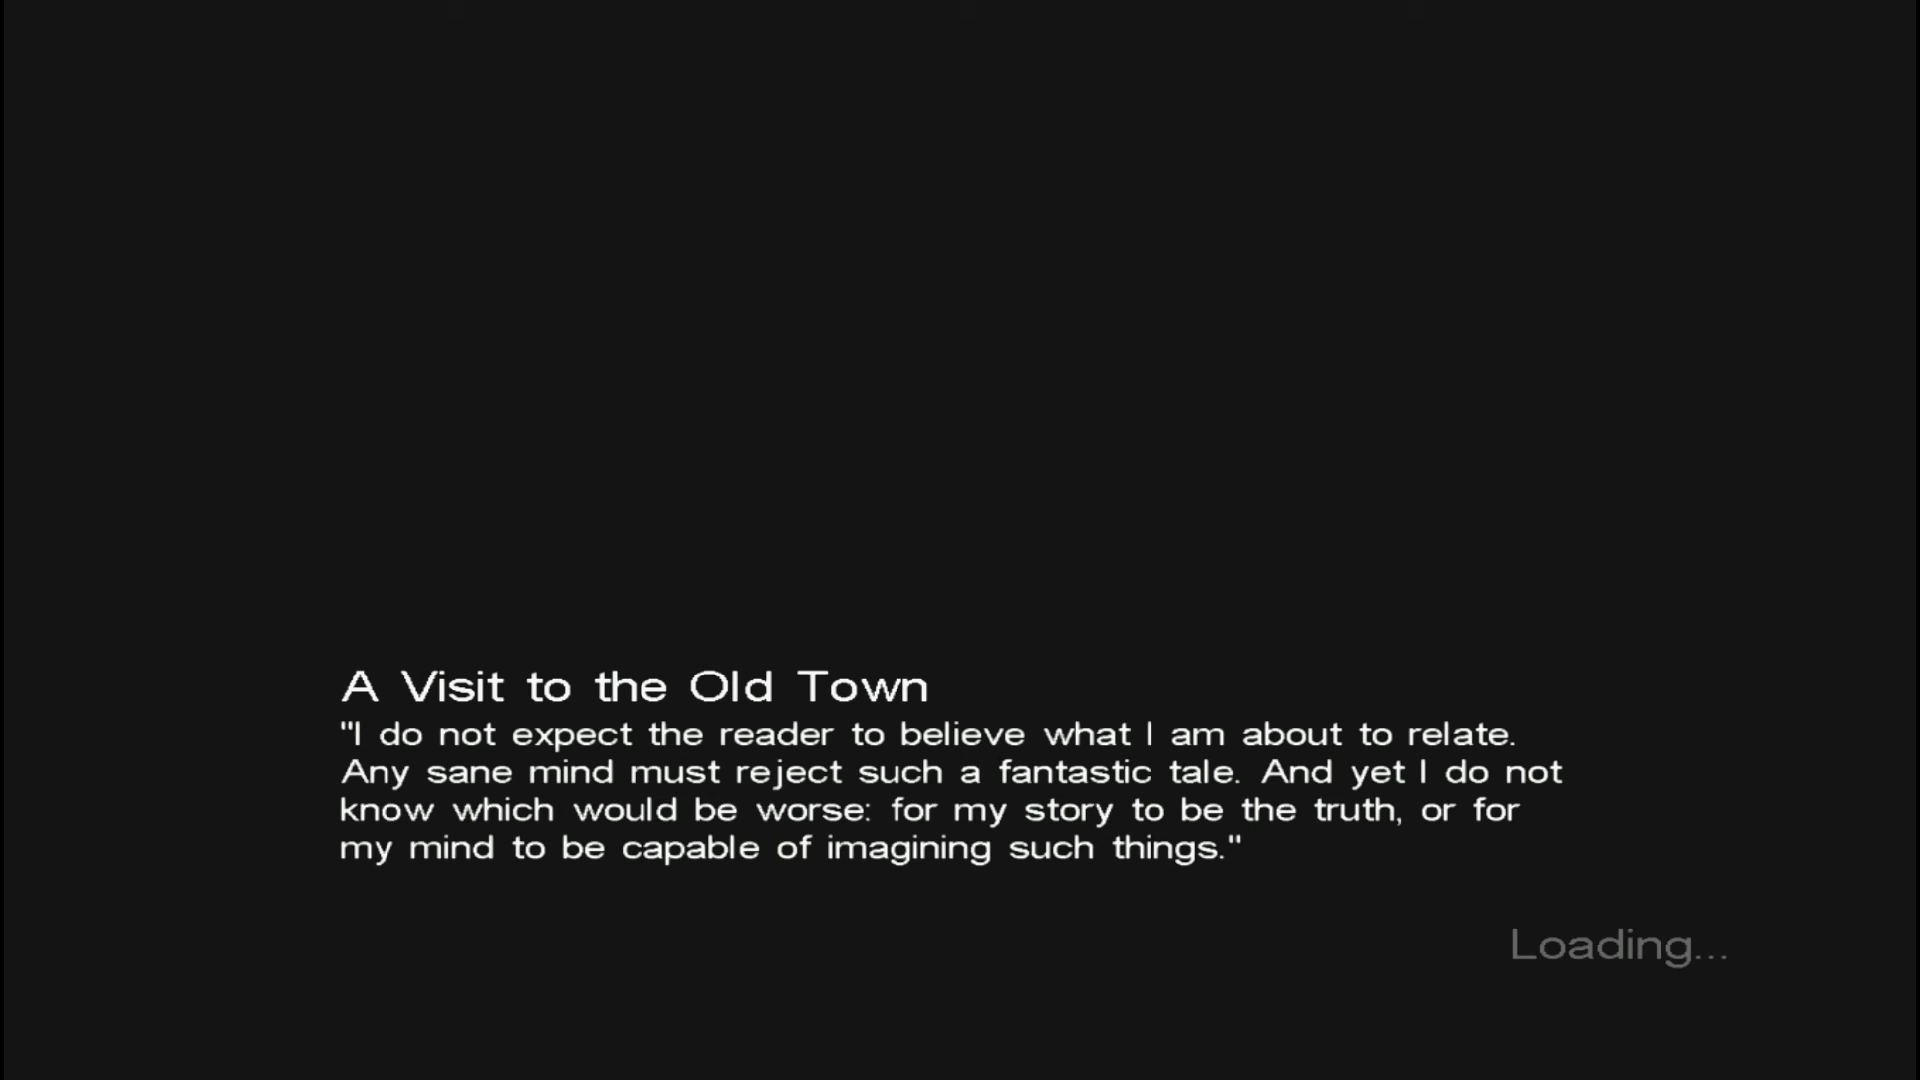 A Visit to the Old Town
"I do not expect the reader to believe what I am about to relate.
Any sane mind must reject such a fantastic tale. And yet I do not
know which would be worse: for my story to be the truth, or for
my mind to be capable of imagining such things."
Loading...